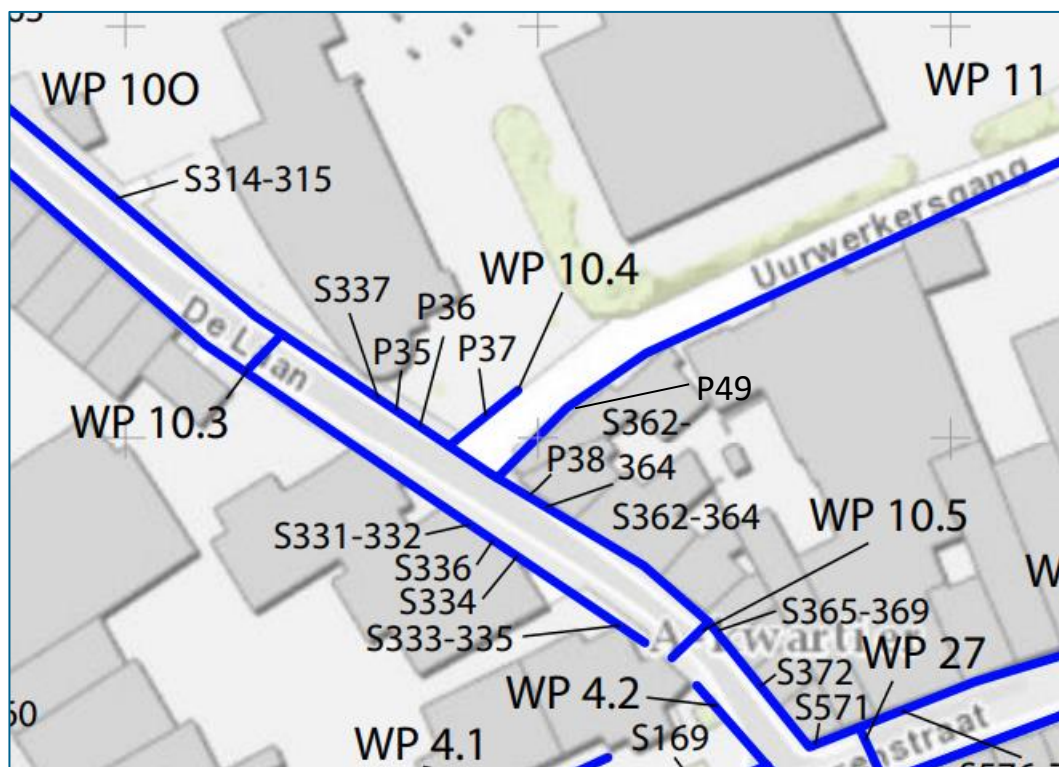 WP 10O
WP 11
S314-315
Uurwerkersgang
WP 10.4
S337
P36
P35
P37
De Laan
P49
WP 10.3
S362-
364
P38
S362-364
WP 10.5
S331-332
S336
S334
S333-335
S365-369
A-Kwartier
S372
WP 27
WP 4.2
S571
S169
WP 4.1